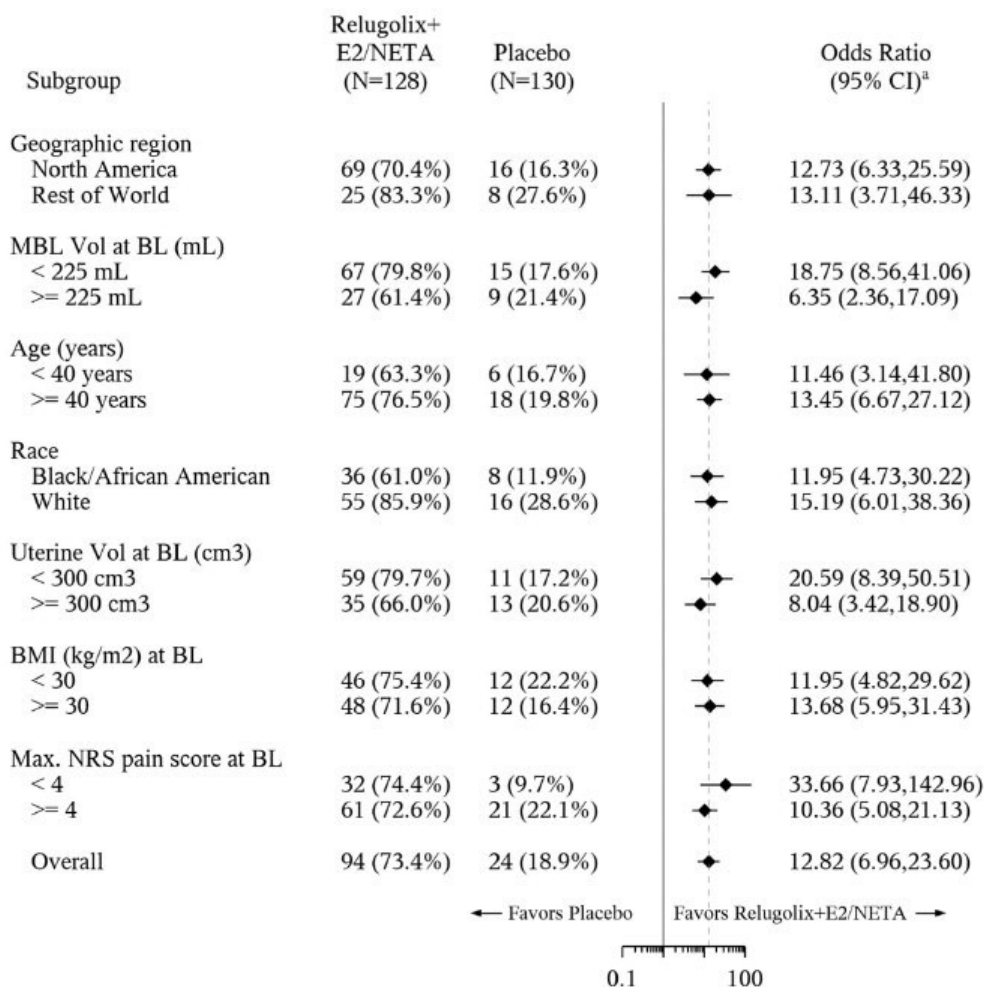 Subgroup Relugolix+ E2/NETA (N=128) Placebo (N=130) Odds Ratio (95% CI)a
Geographic region
North America 69 (70.4%) 16 (16.3%) 12.73 (6.33,25.59)
Rest of World 25 (83.3%) 8 (27.6%) 13.11 (3.71,46.33)
MBL Vol at BL (mL)
< 225 mL 67 (79.8%) 15 (17.6%) 18.75 (8.56,41.06)
>= 225 mL 27 (61.4%) 9 (21.4%) 6.35 (2.36,17.09)
Age (years)
< 40 years 19 (63.3%) 6 (16.7%) 11.46 (3.14,41.80)
>= 40 years 75 (76.5%) 18 (19.8%) 13.45 (6.67,27.12)
Race
Black/African American 36 (61.0%) 8 (11.9%) 11.95 (4.73,30.22)
White 55 (85.9%) 16 (28.6%) 15.19 (6.01,38.36)
Uterine Vol at BL (cm3)
< 300 cm3 59 (79.7%) 11 (17.2%) 20.59 (8.39,50.51)
>= 300 cm3 35 (66.0%) 13 (20.6%) 8.04 (3.42,18.90)
BMI (kg/m2) at BL
< 30 46 (75.4%) 12 (22.2%) 11.95 (4.82,29.62)
>= 30 48 (71.6%) 12 (16.4%) 13.68 (5.95,31.43)
Max. NRS pain score at BL
< 4 32 (74.4%) 3 (9.7%) 33.66 (7.93,142.96)
>= 4 61 (72.6%) 21 (22.1%) 10.36 (5.08,21.13)
Overall 94 (73.4%) 24 (18.9%) 12.82 (6.96,23.60)
← Favors Placebo Favors Relugolix+E2/NETA →
0.1 100